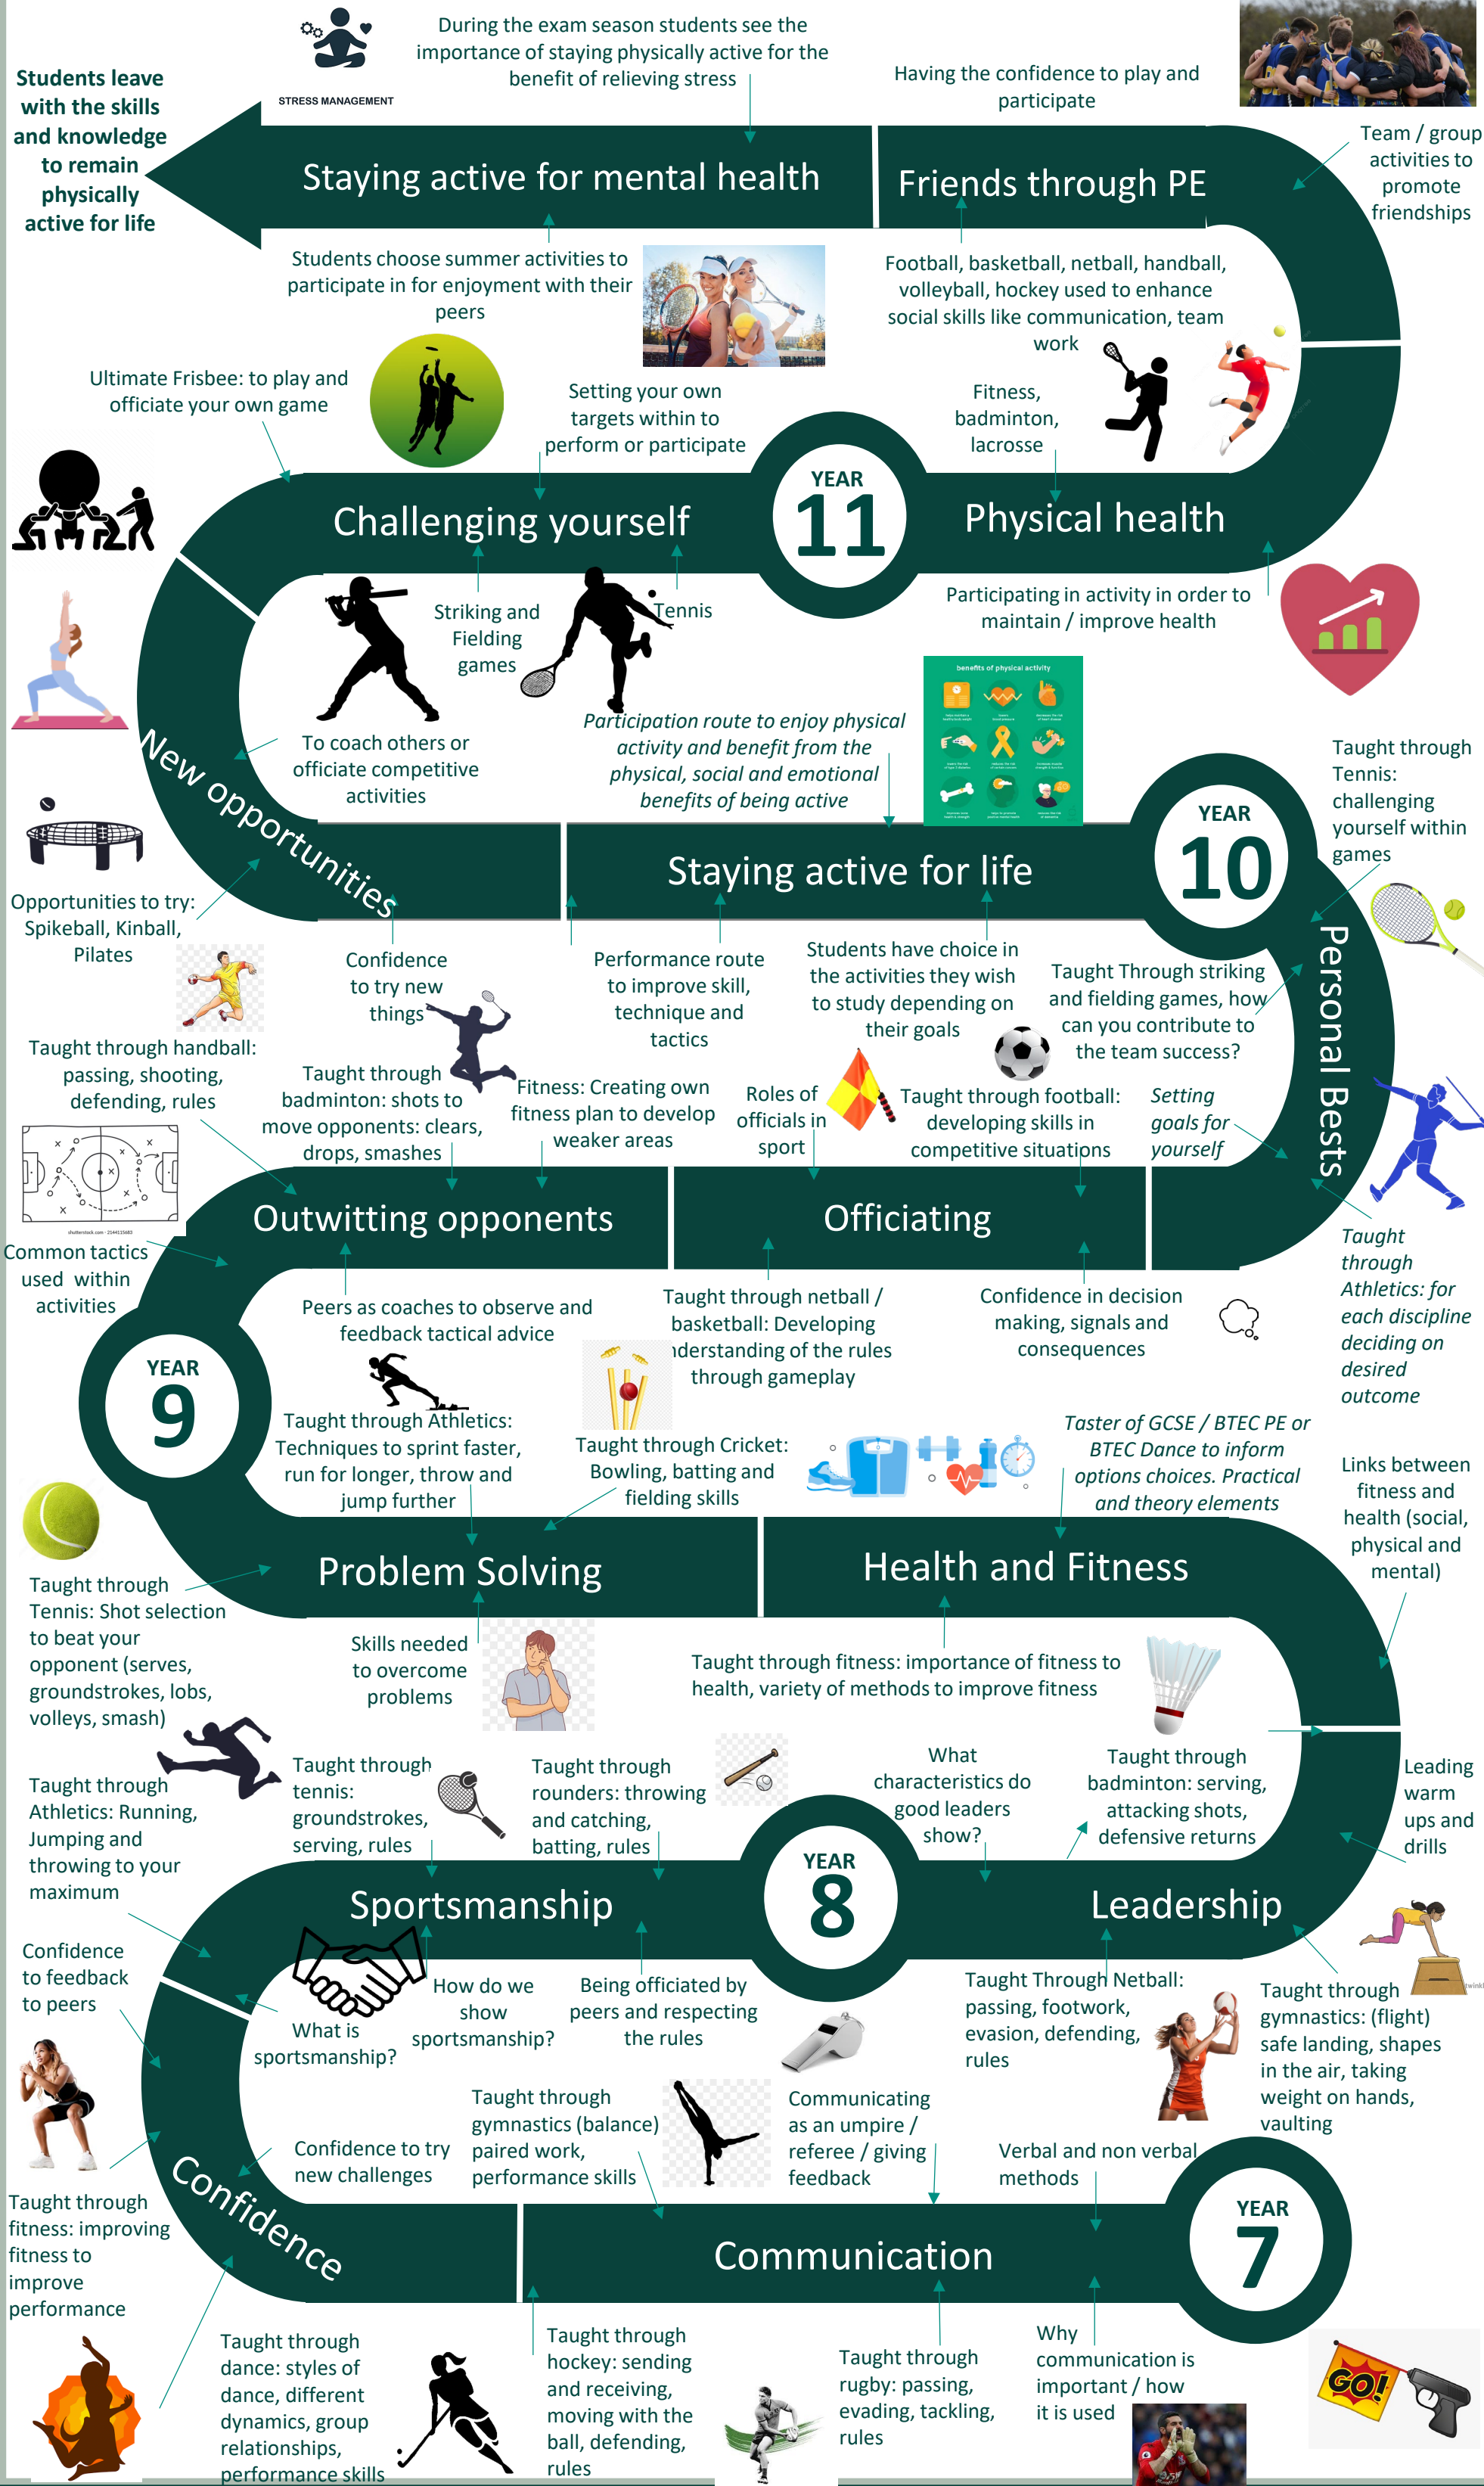 During the exam season students see the
importance of staying physically active for the
benefit of relieving stress
Students leave
with the skills
and knowledge
to remain
physically
active for life
STRESS MANAGEMENT
Having the confidence to play and
participate
Team / group
activities to
promote
friendships
Staying active for mental health
Friends through PE
Students choose summer activities to
participate in for enjoyment with their
peers
Football, basketball, netball, handball,
volleyball, hockey used to enhance
social skills like communication, team
work
Ultimate Frisbee: to play and
officiate your own game
Setting your own
targets within to
perform or participate
Fitness,
badminton,
lacrosse
YEAR
11
Challenging yourself
Physical health
Striking and
Fielding
games
Tennis
Participating in activity in order to
maintain / improve health
benefits of physical activity
To coach others or
officiate competitive
activities
Participation route to enjoy physical
activity and benefit from the
physical, social and emotional
benefits of being active
Taught through
Tennis:
challenging
yourself within
games
New opportunities
Staying active for life
YEAR
10
Opportunities to try:
Spikeball, Kinball,
Pilates
Confidence
to try new
things
Performance route
to improve skill,
technique and
tactics
Students have choice in
the activities they wish
to study depending on
their goals
Taught Through striking
and fielding games, how
can you contribute to
the team success?
Personal Bests
Taught through handball:
passing, shooting,
defending, rules
Taught through
badminton: shots to
move opponents: clears,
drops, smashes
Fitness: Creating own
fitness plan to develop
weaker areas
Roles of
officials in
sport
Taught through football:
developing skills in
competitive situations
Setting
goals for
yourself
shutterstock.com · 2144115683
Outwitting opponents
Officiating
Common tactics
used within
activities
Peers as coaches to observe and
feedback tactical advice
Taught through netball /
basketball: Developing
nderstanding of the rules
through gameplay
Confidence in decision
making, signals and
consequences
Taught
through
Athletics: for
each discipline
deciding on
desired
outcome
YEAR
9
Taught through Athletics:
Techniques to sprint faster,
run for longer, throw and
jump further
Taught through Cricket:
Bowling, batting and
fielding skills
Taster of GCSE / BTEC PE or
BTEC Dance to inform
options choices. Practical
and theory elements
Links between
fitness and
health (social,
physical and
mental)
Problem Solving
Health and Fitness
Taught through
Tennis: Shot selection
to beat your
opponent (serves,
groundstrokes, lobs,
volleys, smash)
Skills needed
to overcome
problems
Taught through fitness: importance of fitness to
health, variety of methods to improve fitness
Taught through
Athletics: Running,
Jumping and
throwing to your
maximum
Taught through
tennis:
groundstrokes,
serving, rules
Taught through
rounders: throwing
and catching,
batting, rules
What
characteristics do
good leaders
show?
Taught through
badminton: serving,
attacking shots,
defensive returns
Leading
warm
ups and
drills
YEAR
8
Sportsmanship
Leadership
Confidence
to feedback
to peers
What is
sportsmanship?
How do we
show
sportsmanship?
Being officiated by
peers and respecting
the rules
Taught Through Netball:
passing, footwork,
evasion, defending,
rules
Taught through
gymnastics: (flight)
safe landing, shapes
in the air, taking
weight on hands,
vaulting
Confidence to try
new challenges
Taught through
gymnastics (balance)
paired work,
performance skills
Communicating
as an umpire /
referee / giving
feedback
Verbal and non verbal
methods
Confidence
Communication
YEAR
7
Taught through
fitness: improving
fitness to
improve
performance
Taught through
dance: styles of
dance, different
dynamics, group
relationships,
performance skills
Taught through
hockey: sending
and receiving,
moving with the
ball, defending,
rules
Taught through
rugby: passing,
evading, tackling,
rules
Why
communication is
important / how
it is used
GO!